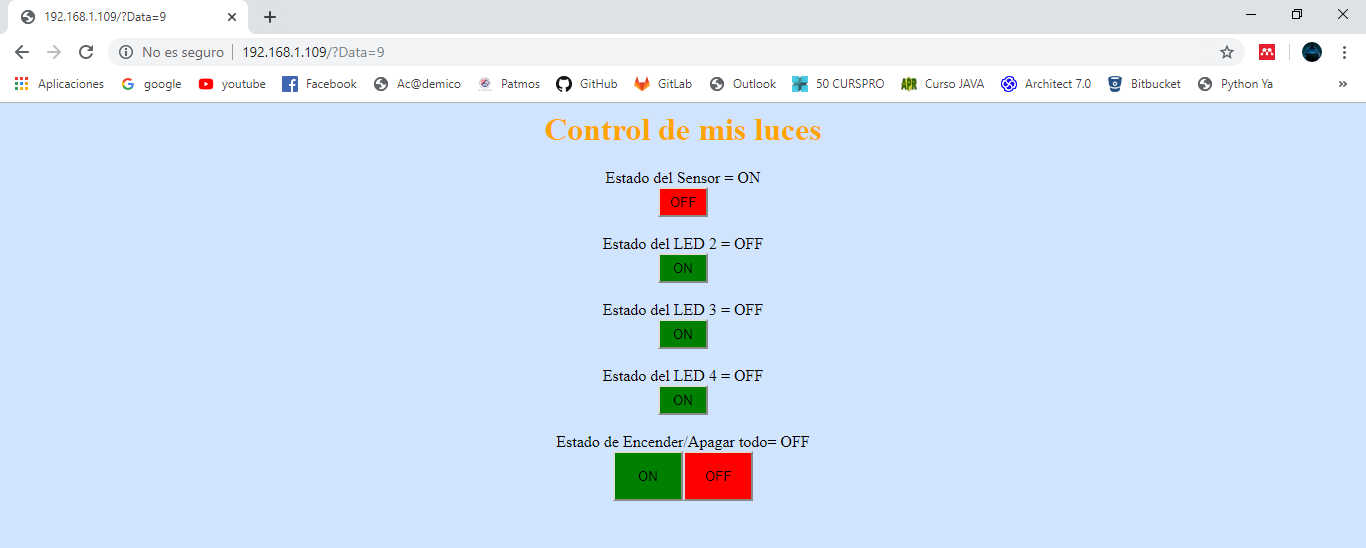 192.168.1.109/?Data=9
No es seguro | 192.168.1.109/?Data=9
Aplicaciones google youtube Facebook Ac@demico Patmos GitHub GitLab Outlook 50 CURSPRO Curso JAVA Architect 7.0 Bitbucket Python Ya »
Control de mis luces
Estado del Sensor = ON
OFF
Estado del LED 2 = OFF
ON
Estado del LED 3 = OFF
ON
Estado del LED 4 = OFF
ON
Estado de Encender/Apagar todo= OFF
ON OFF